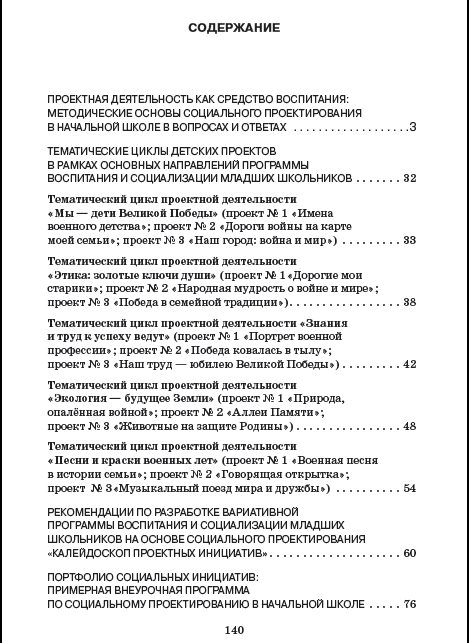 СОДЕРЖАНИЕ
ПРОЕКТНАЯ ДЕЯТЕЛЬНОСТЬ КАК СРЕДСТВО ВОСПИТАНИЯ:
МЕТОДИЧЕСКИЕ ОСНОВЫ СОЦИАЛЬНОГО ПРОЕКТИРОВАНИЯ
В НАЧАЛЬНОЙ ШКОЛЕ В ВОПРОСАХ И ОТВЕТАХ . . . . . . . . . . . . . . . . . . .3
ТЕМАТИЧЕСКИЕ ЦИКЛЫ ДЕТСКИХ ПРОЕКТОВ
В РАМКАХ ОСНОВНЫХ НАПРАВЛЕНИЙ ПРОГРАММЫ
ВОСПИТАНИЯ И СОЦИАЛИЗАЦИИ МЛАДШИХ ШКОЛЬНИКОВ . . . . . . . 32
Тематический цикл проектной деятельности
«Мы — дети Великой Победы» (проект № 1 «Имена
военного детства»; проект № 2 «Дороги войны на карте
моей семьи»; проект № 3 «Наш город: война и мир») . . . . . . . . . 33
Тематический цикл проектной деятельности
«Этика: золотые ключи души» (проект № 1«Дорогие мои
старики»; проект № 2 «Народная мудрость о войне и мире»;
проект № 3 «Победа в семейной традиции»). . . . . . . . . . . . . . . . . 38
Тематический цикл проектной деятельности «Знания
и труд к успеху ведут» (проект № 1 «Портрет военной
профессии»; проект № 2 «Победа ковалась в тылу»;
проект № 3 «Наш труд — юбилею Великой Победы») . . . . . . . . . 42
Тематический цикл проектной деятельности
«Экология — будущее Земли» (проект № 1 «Природа,
опалённая войной»; проект № 2 «Аллеи Памяти»;
проект № 3 «Животные на защите Родины») . . . . . . . . . . . . . . . . 48
Тематический цикл проектной деятельности
«Песни и краски военных лет» (проект № 1 «Военная песня
в истории семьи»; проект № 2 «Говорящая открытка»;
проект № 3«Музыкальный поезд мира и дружбы») . . . . . . . . . . 54
РЕКОМЕНДАЦИИ ПО РАЗРАБОТКЕ ВАРИАТИВНОЙ
ПРОГРАММЫ ВОСПИТАНИЯ И СОЦИАЛИЗАЦИИ МЛАДШИХ
ШКОЛЬНИКОВ НА ОСНОВЕ СОЦИАЛЬНОГО ПРОЕКТИРОВАНИЯ
«КАЛЕЙДОСКОП ПРОЕКТНЫХ ИНИЦИАТИВ» . . . . . . . . . . . . . . . . . . . . . 60
ПОРТФОЛИО СОЦИАЛЬНЫХ ИНИЦИАТИВ:
ПРИМЕРНАЯ ВНЕУРОЧНАЯ ПРОГРАММА
ПО СОЦИАЛЬНОМУ ПРОЕКТИРОВАНИЮ В НАЧАЛЬНОЙ ШКОЛЕ . . . . . 76
140